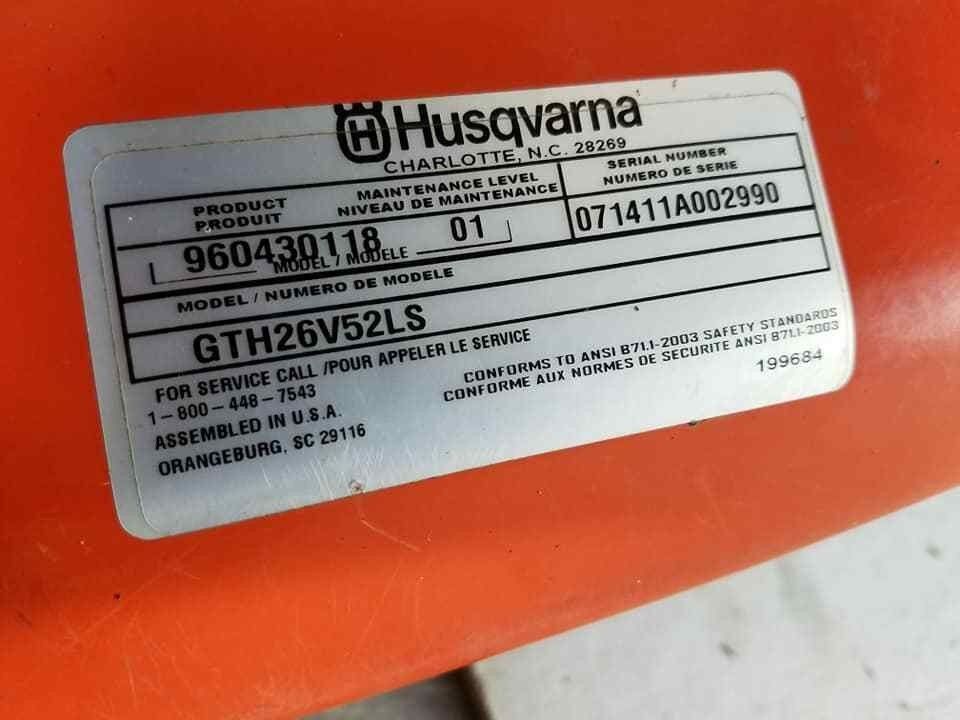 Husqvarna
CHARLOTTE, N.C. 28269
PRODUCT
PRODUIT
MAINTENANCE LEVEL
NIVEAU DE MAINTENANCE
SERIAL NUMBER
NUMERO DE SERIE
960430118
01
071411A002990
MODEL / MODELE
MODEL / NUMERO DE MODELE
GTH26V52LS
FOR SERVICE CALL /POUR APPELER LE SERVICE
1-800-448-7543
ASSEMBLED IN U.S.A.
ORANGEBURG, SC 29116
CONFORMS TO ANSI B71.1-2003 SAFETY STANDARDS
CONFORME AUX NORMES DE SECURITE ANSI B71.1-2003
199684